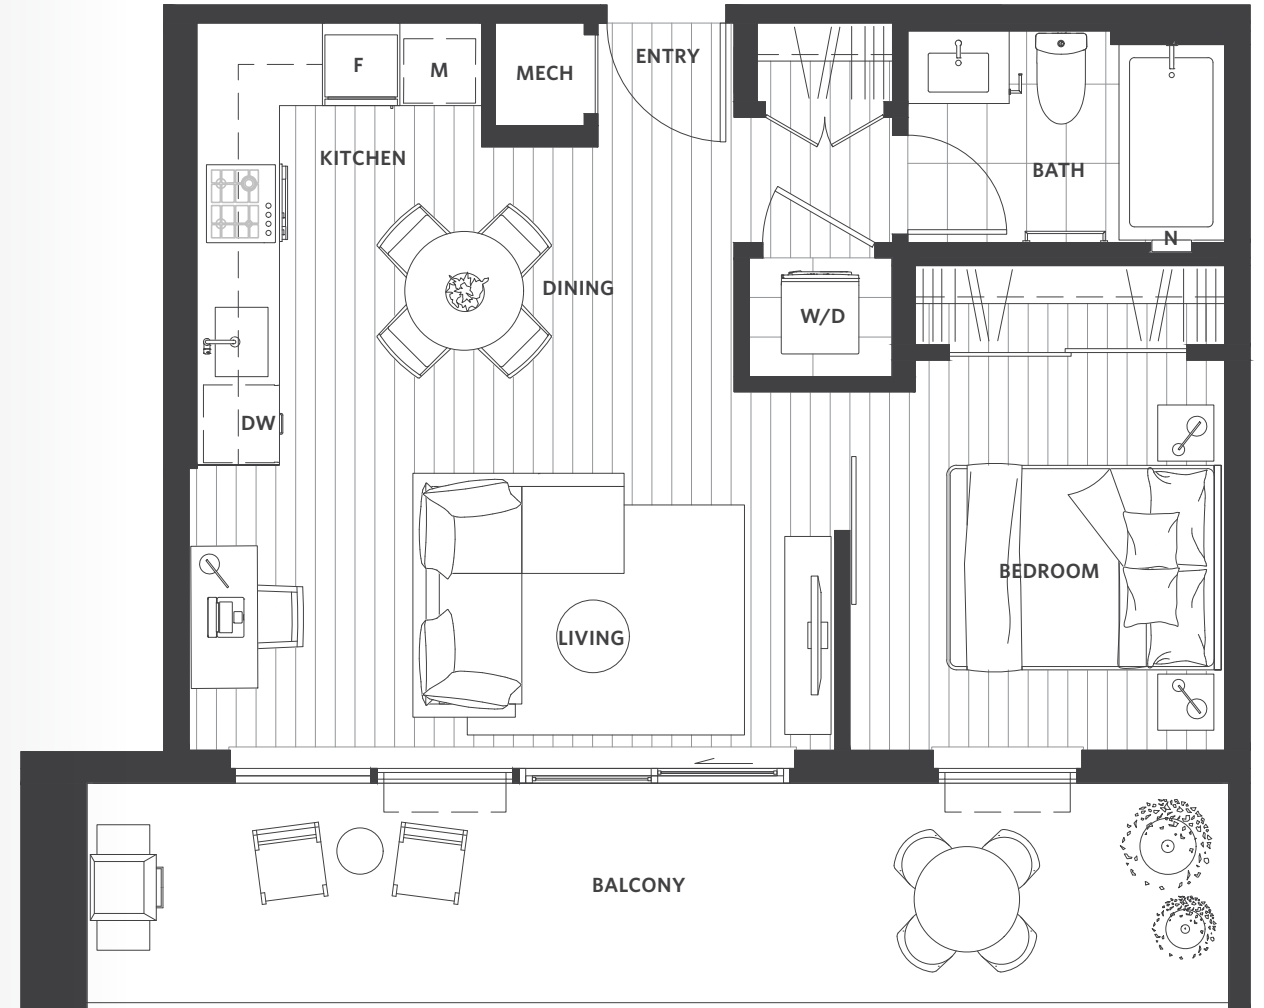 ENTRY
F
M
MECH
KITCHEN
BATH
N
DINING
W/D
DW
BEDROOM
LIVING
BALCONY